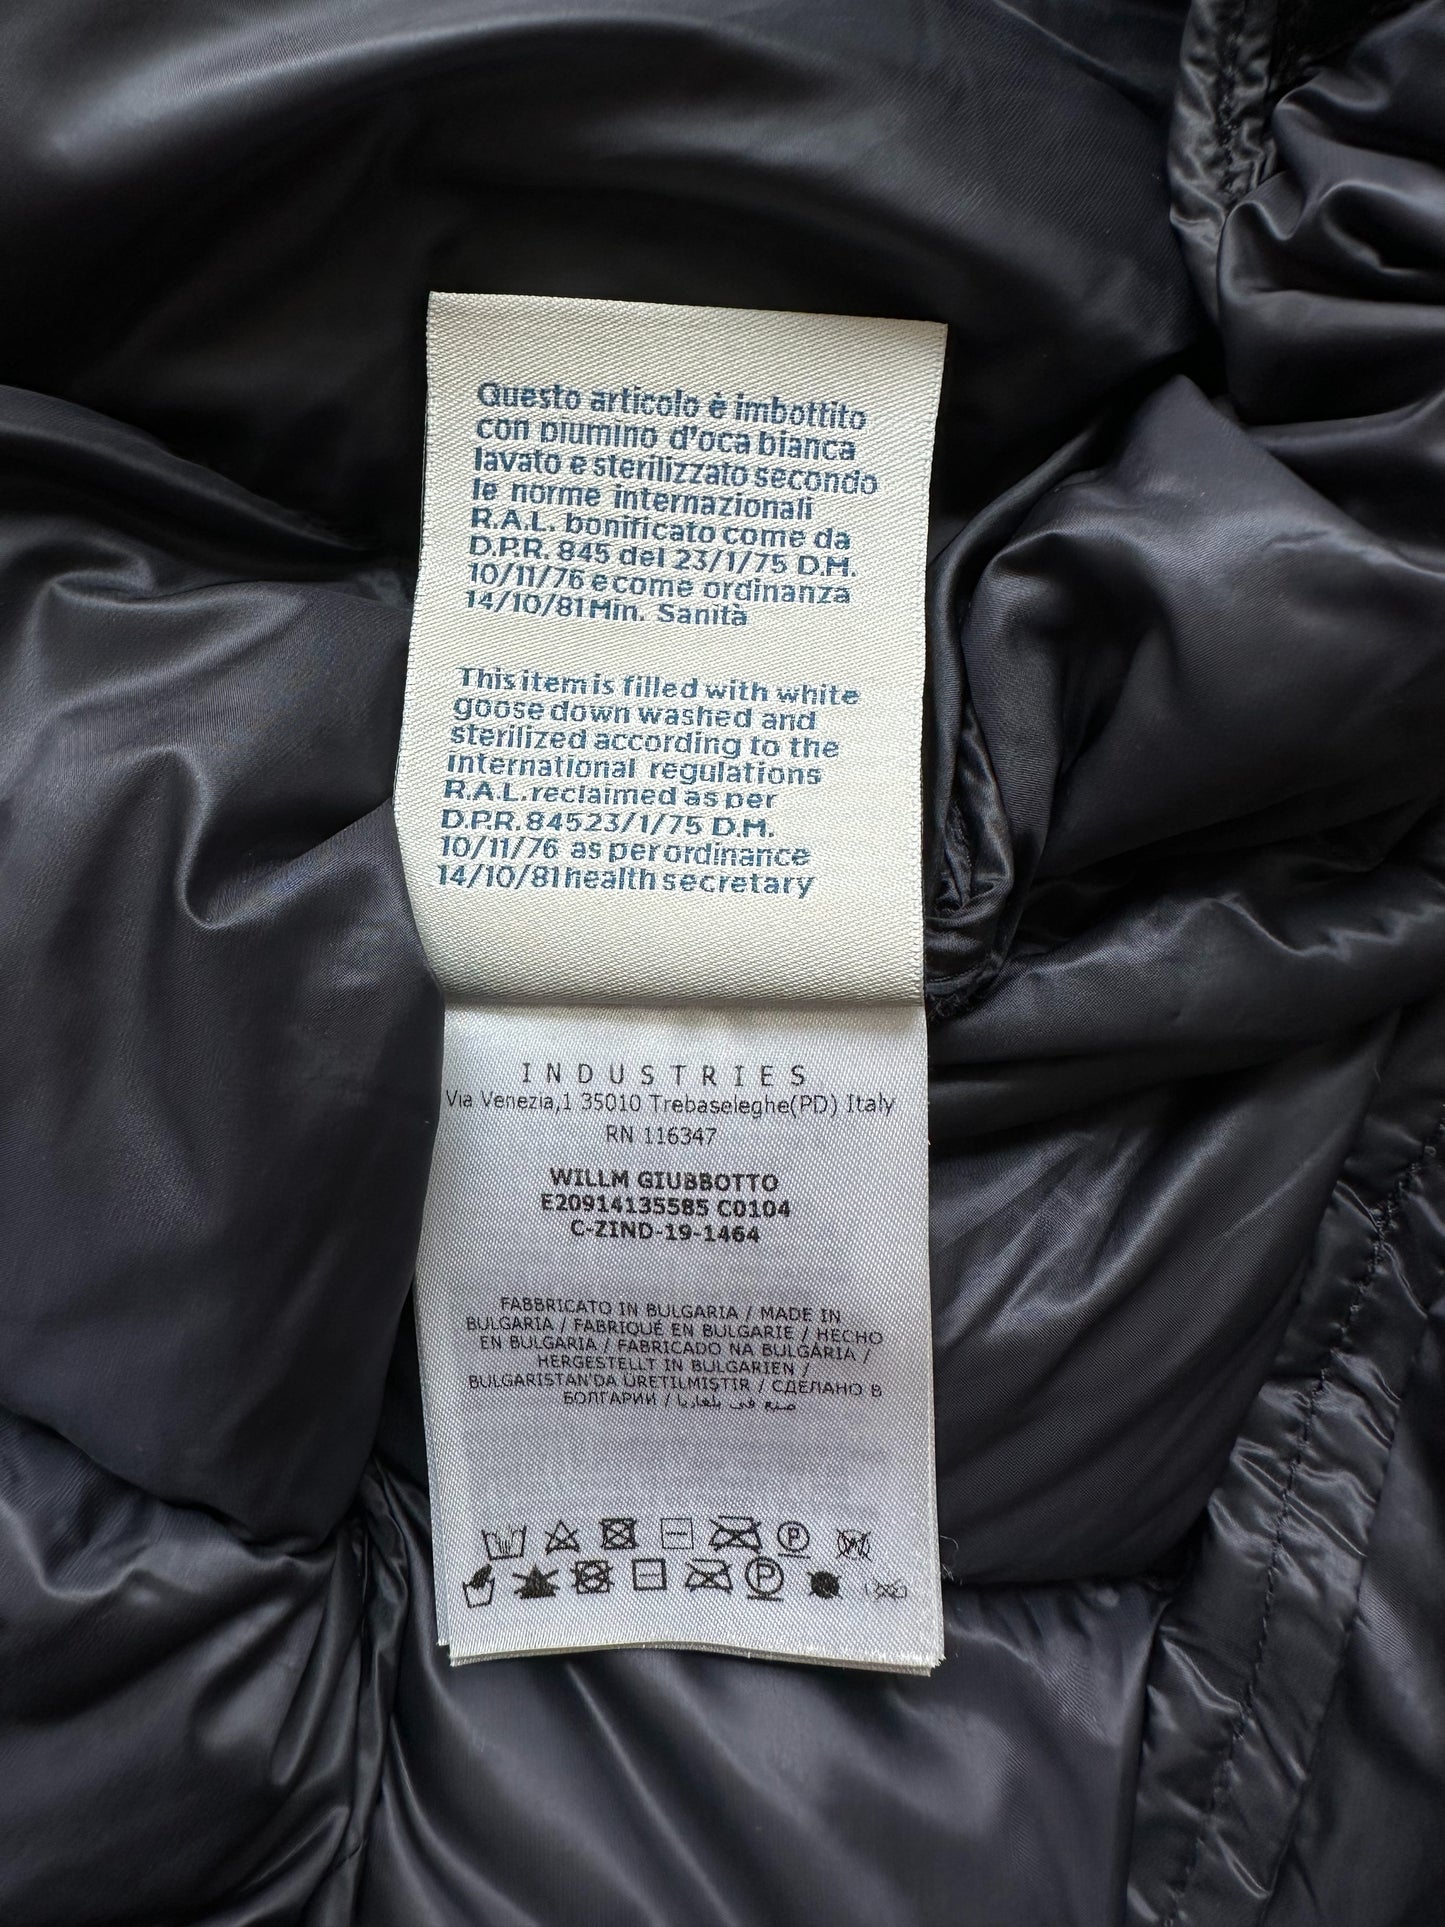 Questo articolo è imbottito
con piumino d'oca bianca
lavato e sterilizzato secondo
le norme internazionali
R.A.L. bonificato come da
D.P.R. 845 del 23/1/75 D.M.
10/11/76 e come ordinanza
14/10/81 Min. Sanità
This item is filled with white
goose down washed and
sterilized according to the
international regulations
R.A.L. reclaimed as per
D.P.R. 845 23/1/75 D.M.
10/11/76 as per ordinance
14/10/81 health secretary
INDUSTRIES
Via Venezia,1 35010 Trebaseleghe(PD) Italy
RN 116347
WILLM GIUBBOTTO
E20914135585 C0104
C-ZIND-19-1464
FABBRICATO IN BULGARIA / MADE IN
BULGARIA / FABRIQUÉ EN BULGARIE / HECHO
EN BULGARIA / FABRICADO NA BULGÁRIA /
HERGESTELLT IN BULGARIEN /
BULGARISTAN'DA ÜRETILMIŞTIR / СДЕЛАНО В
БОЛГАРИИ / صنع في بلغاريا
P
P